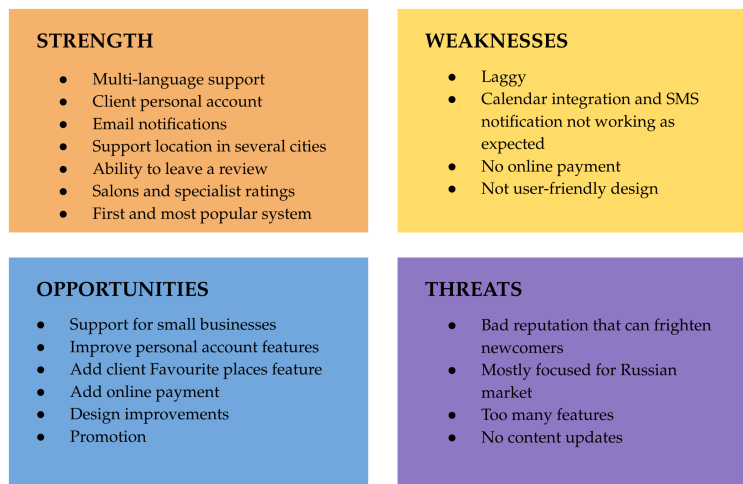 STRENGTH
● Multi-language support
● Client personal account
● Email notifications
● Support location in several cities
● Ability to leave a review
● Salons and specialist ratings
● First and most popular system
WEAKNESSES
● Laggy
● Calendar integration and SMS
notification not working as
expected
● No online payment
● Not user-friendly design
OPPORTUNITIES
● Support for small businesses
● Improve personal account features
● Add client Favourite places feature
● Add online payment
● Design improvements
● Promotion
THREATS
● Bad reputation that can frighten
newcomers
● Mostly focused for Russian
market
● Too many features
● No content updates